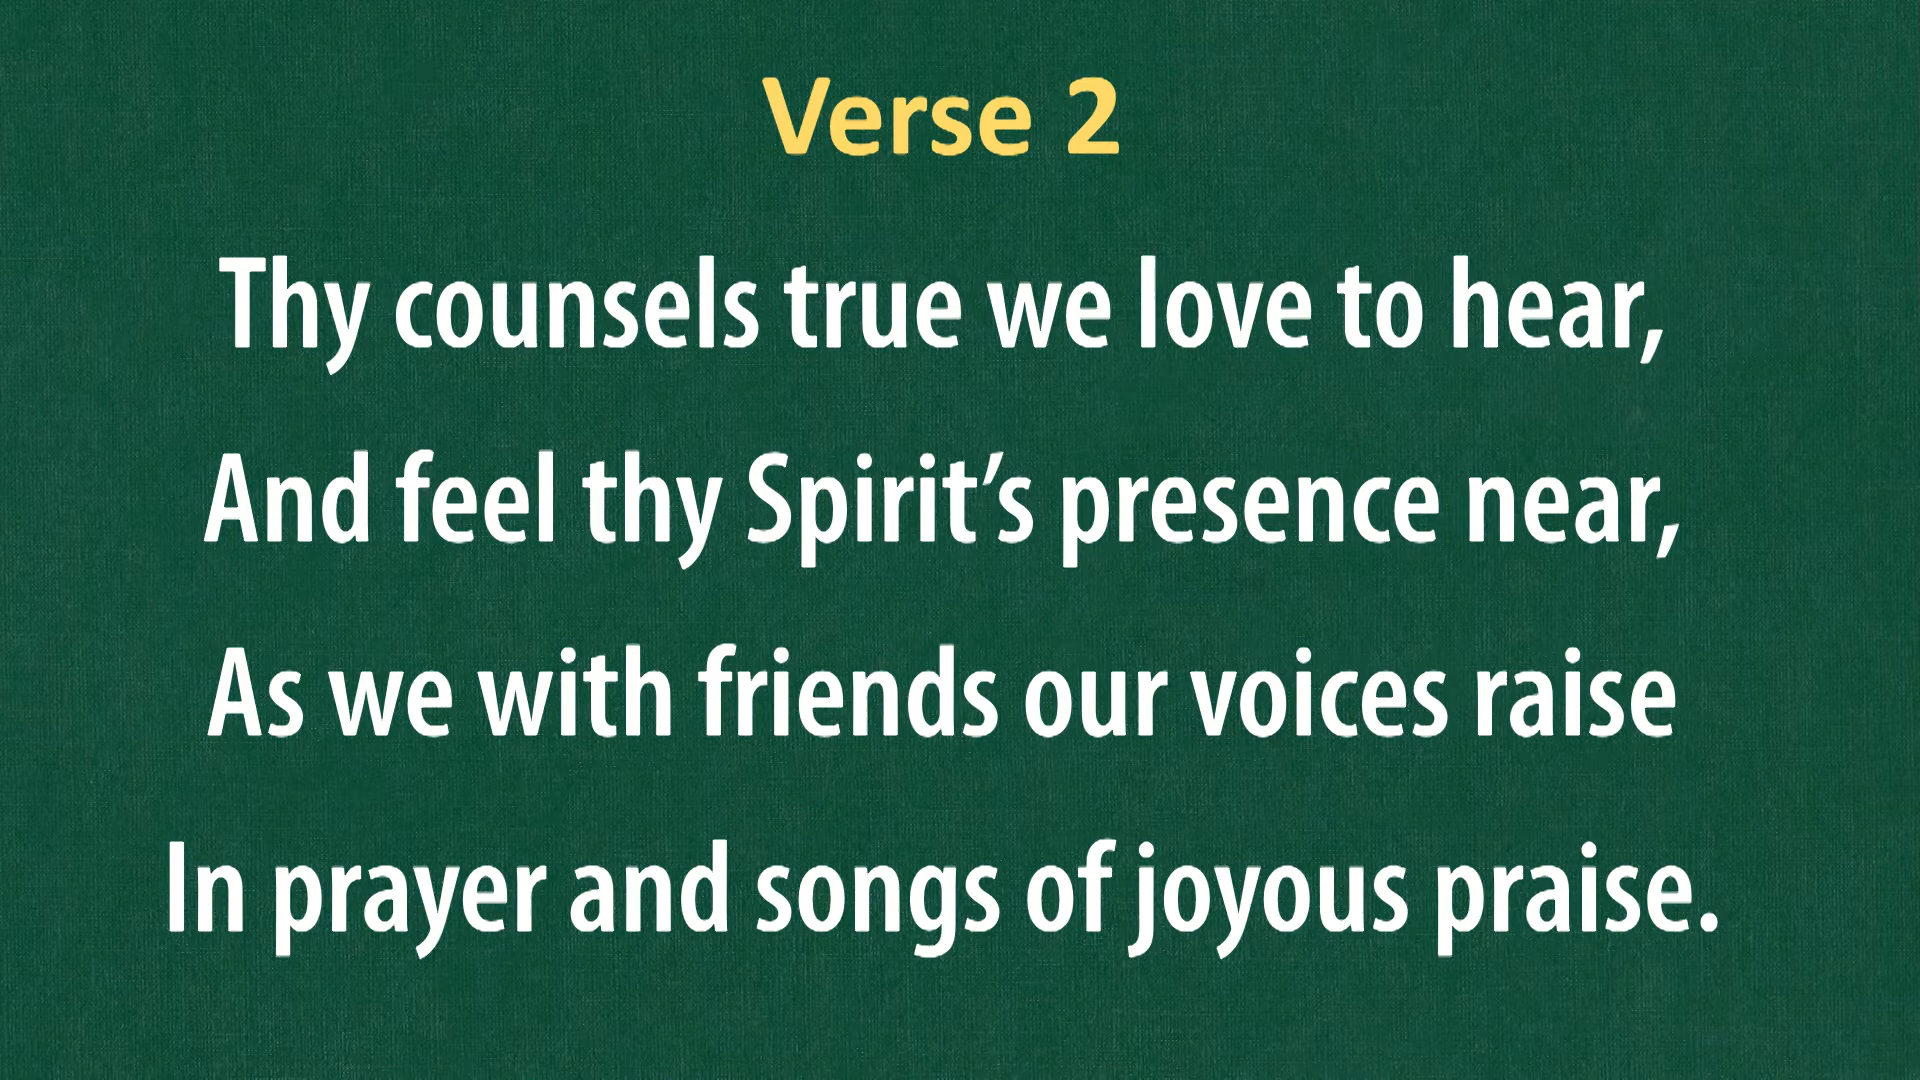 Verse 2
Thy counsels true we love to hear,
And feel thy Spirit’s presence near,
As we with friends our voices raise
In prayer and songs of joyous praise.